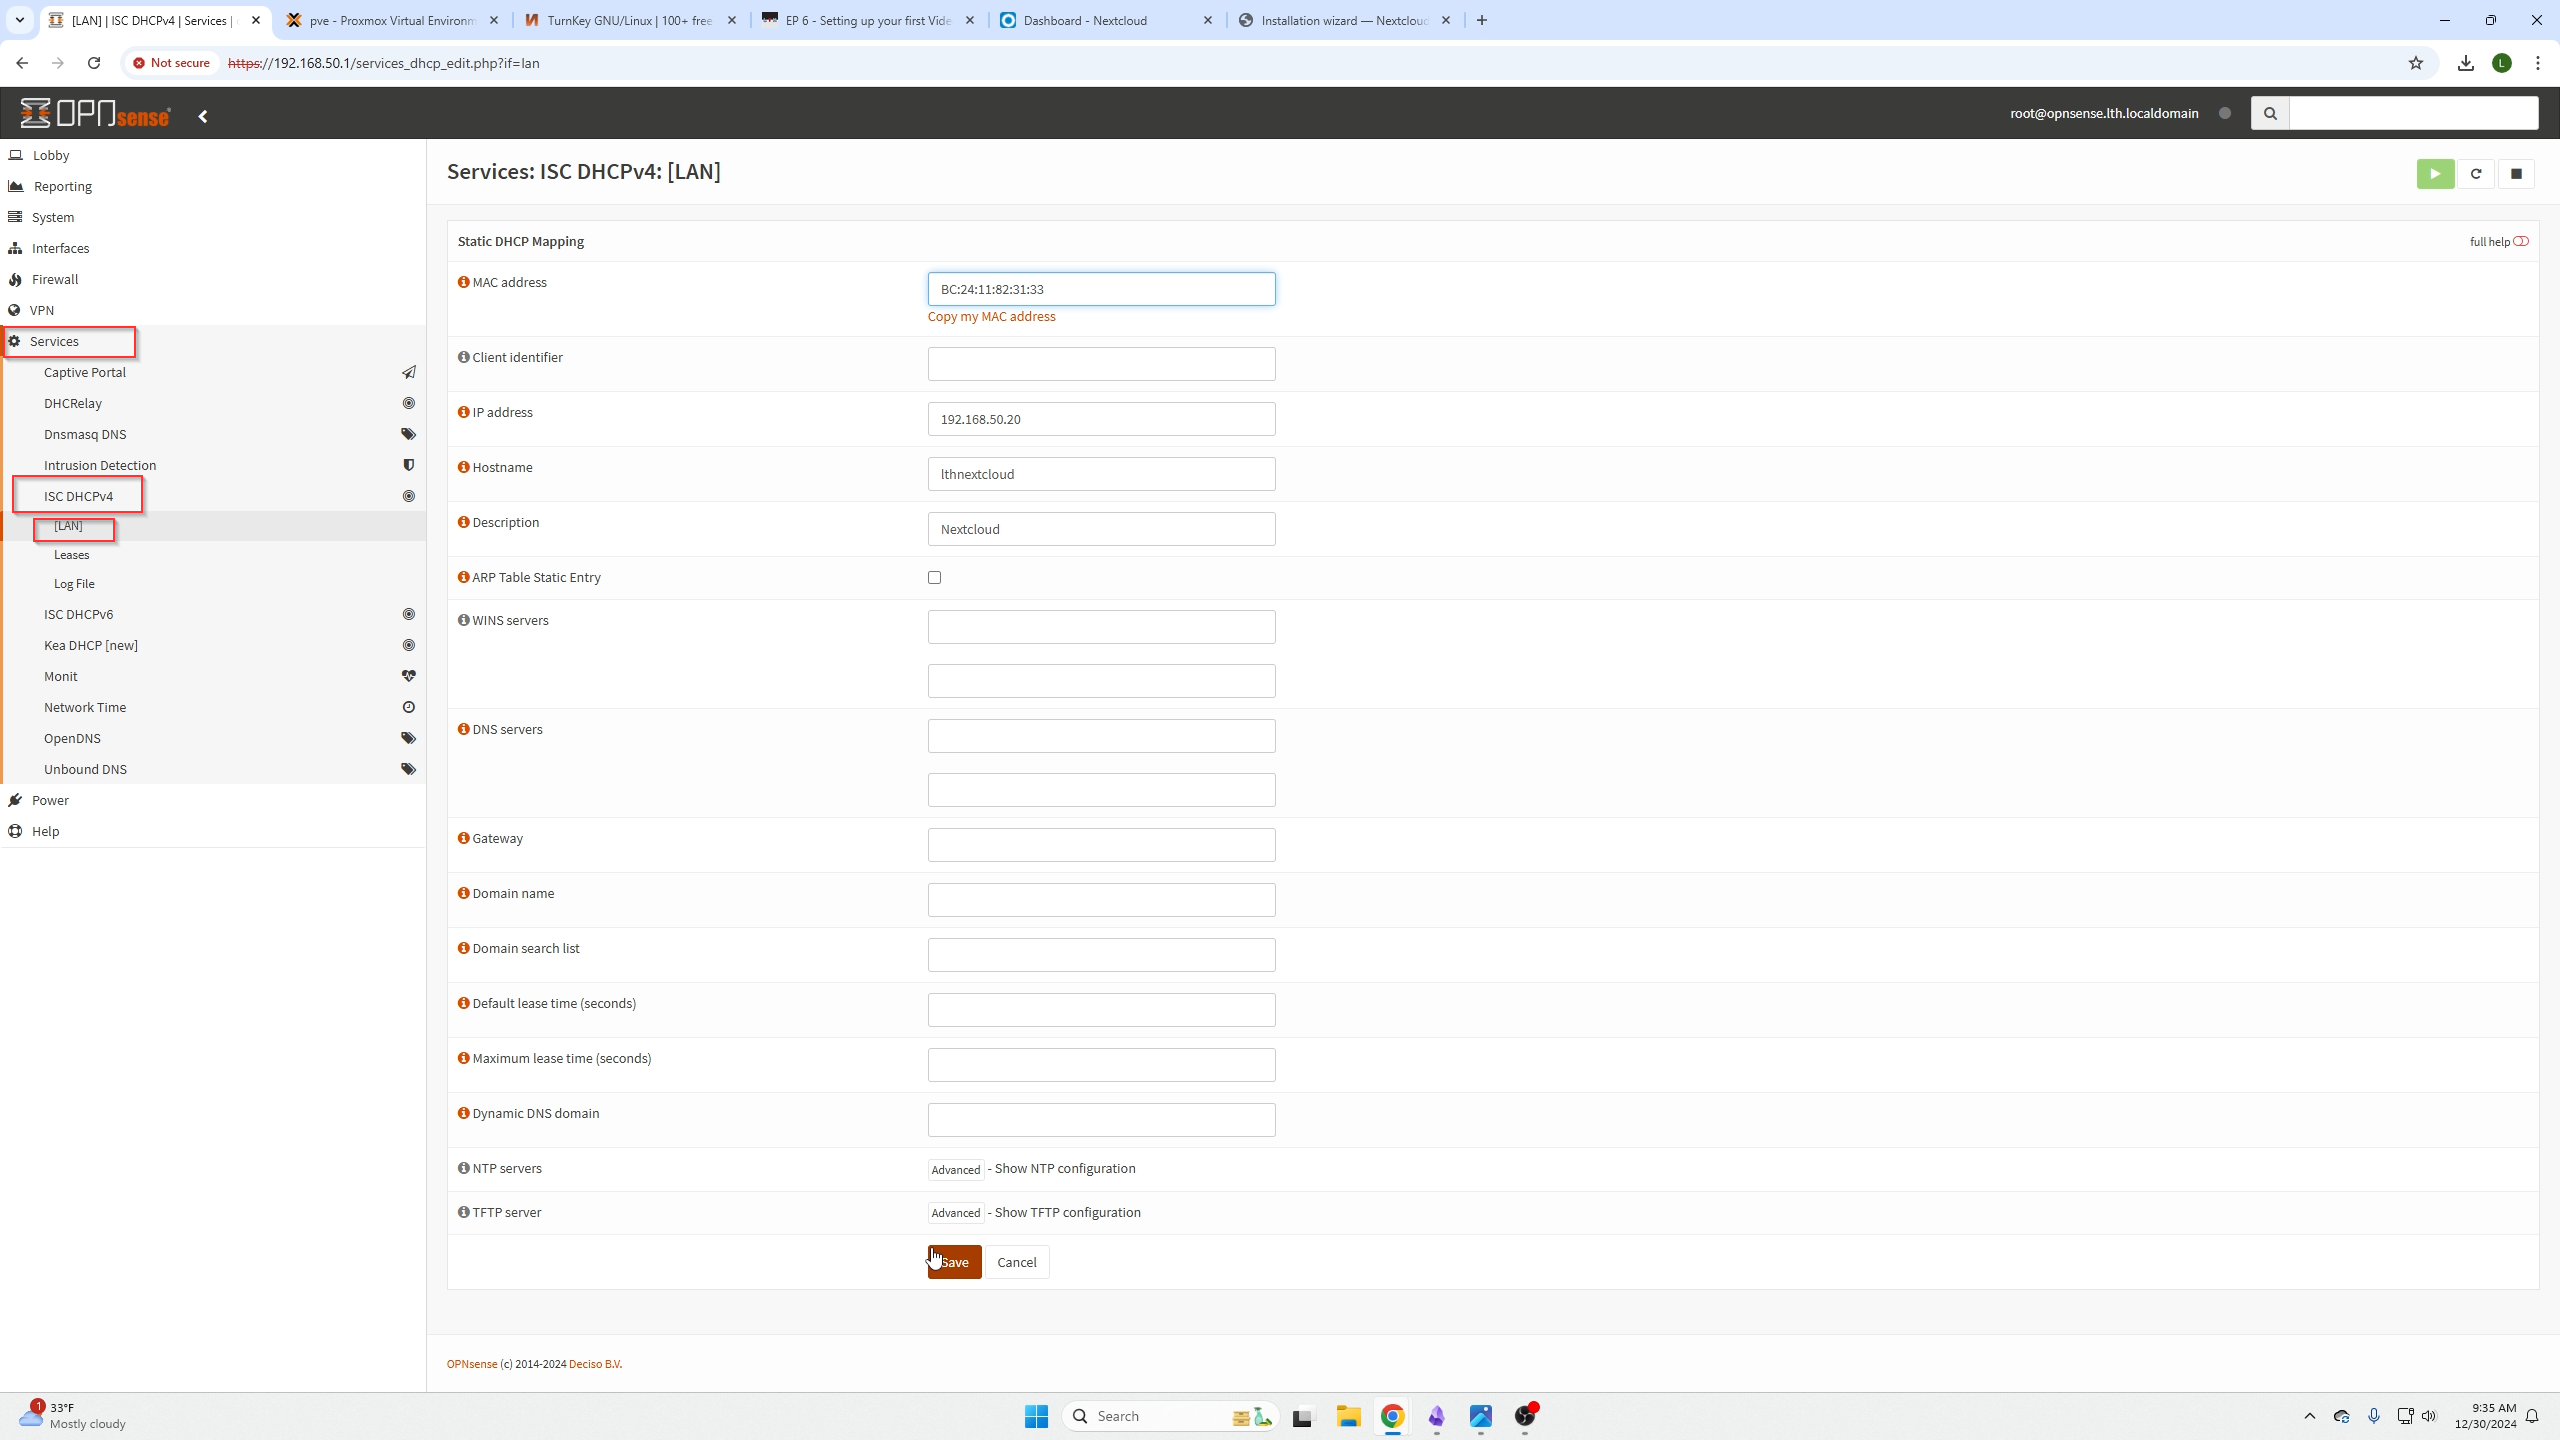 [LAN] | ISC DHCPv4 | Services |
pve - Proxmox Virtual Environm
TurnKey GNU/Linux | 100+ free
EP 6 - Setting up your first Vide
Dashboard - Nextcloud
Installation wizard — Nextcloud
Not secure
https://192.168.50.1/services_dhcp_edit.php?if=lan
L
OPNsense
root@opnsense.lth.localdomain
Lobby
Reporting
System
Interfaces
Firewall
VPN
Services
Captive Portal
DHCRelay
Dnsmasq DNS
Intrusion Detection
ISC DHCPv4
[LAN]
Leases
Log File
ISC DHCPv6
Kea DHCP [new]
Monit
Network Time
OpenDNS
Unbound DNS
Power
Help
Services: ISC DHCPv4: [LAN]
Static DHCP Mapping
full help
MAC address
BC:24:11:82:31:33
Copy my MAC address
Client identifier
IP address
192.168.50.20
Hostname
lthnextcloud
Description
Nextcloud
ARP Table Static Entry
WINS servers
DNS servers
Gateway
Domain name
Domain search list
Default lease time (seconds)
Maximum lease time (seconds)
Dynamic DNS domain
NTP servers
Advanced - Show NTP configuration
TFTP server
Advanced - Show TFTP configuration
Save
Cancel
OPNsense (c) 2014-2024 Deciso B.V.
1
33°F
Mostly cloudy
Search
9:35 AM
12/30/2024